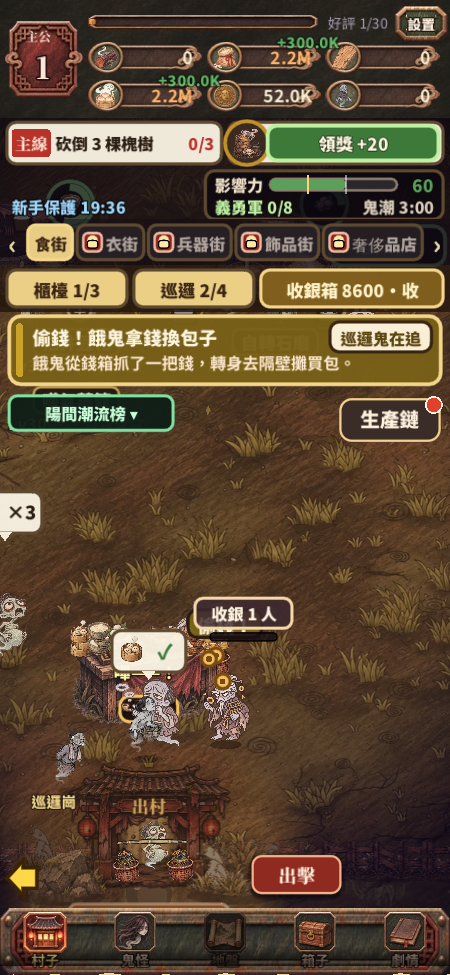 主公
1
好評 1/30
設置
0
+300.0K
2.2M
0
+300.0K
2.2M
52.0K
0
主線 砍倒 3 棵槐樹 0/3
領獎 +20
影響力 60
新手保護 19:36
義勇軍 0/8 鬼潮 3:00
‹ 食街 衣街 兵器街 飾品街 奢侈品店 ›
櫃檯 1/3
巡邏 2/4
收銀箱 8600・收
偷錢！餓鬼拿錢換包子
巡邏鬼在追
餓鬼從錢箱抓了一把錢，轉身去隔壁攤買包。
陽間潮流榜 ▾
生產鏈
×3
收銀 1 人
✓
巡邏崗
出村
出擊
村子
鬼怪
地盤
箱子
劇情